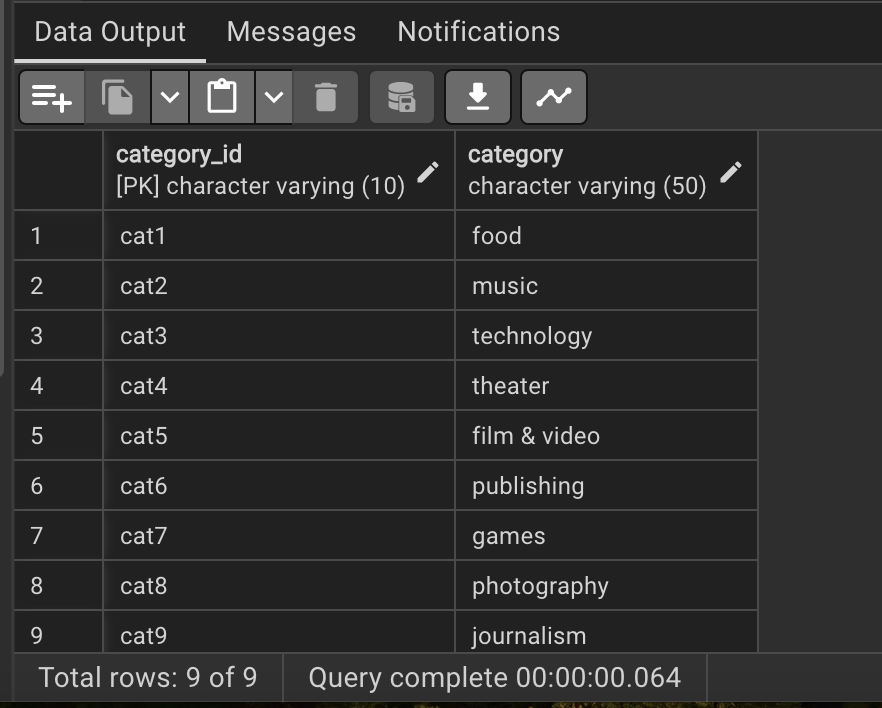 Data Output Messages Notifications
category_id category
[PK] character varying (10) character varying (50)
1 cat1 food
2 cat2 music
3 cat3 technology
4 cat4 theater
5 cat5 film & video
6 cat6 publishing
7 cat7 games
8 cat8 photography
9 cat9 journalism
Total rows: 9 of 9 Query complete 00:00:00.064